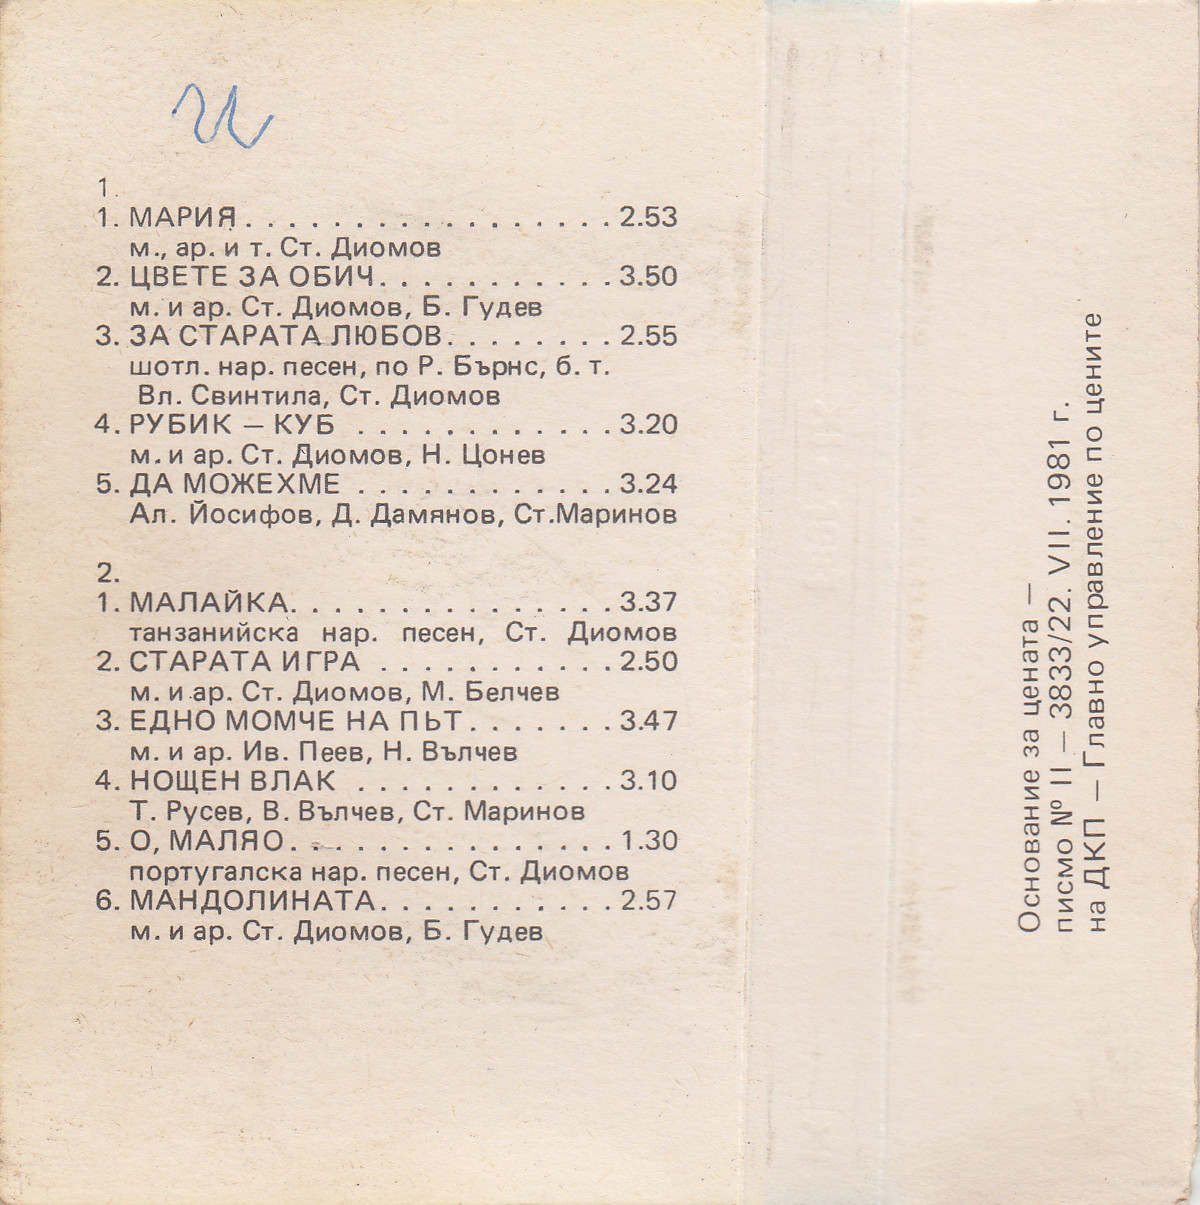 1.
1. МАРИЯ. . . . . . . . . . . . . . . . . 2.53
м., ар. и т. Ст. Диомов
2. ЦВЕТЕ ЗА ОБИЧ. . . . . . . . . . . . 3.50
м. и ар. Ст. Диомов, Б. Гудев
3. ЗА СТАРАТА ЛЮБОВ. . . . . . . . 2.55
шотл. нар. песен, по Р. Бърнс, б. т.
Вл. Свинтила, Ст. Диомов
4. РУБИК – КУБ . . . . . . . . . . . . . 3.20
м. и ар. Ст. Диомов, Н. Цонев
5. ДА МОЖЕХМЕ . . . . . . . . . . . . 3.24
Ал. Йосифов, Д. Дамянов, Ст.Маринов
2.
1. МАЛАЙКА. . . . . . . . . . . . . . . 3.37
танзанийска нар. песен, Ст. Диомов
2. СТАРАТА ИГРА . . . . . . . . . . . 2.50
м. и ар. Ст. Диомов, М. Белчев
3. ЕДНО МОМЧЕ НА ПЬТ. . . . . . . 3.47
м. и ар. Ив. Пеев, Н. Вълчев
4. НОЩЕН ВЛАК . . . . . . . . . . . . 3.10
Т. Русев, В. Вълчев, Ст. Маринов
5. О, МАЛЯО. . . . . . . . . . . . . . . 1.30
португалска нар. песен, Ст. Диомов
6. МАНДОЛИНАТА. . . . . . . . . . . 2.57
м. и ар. Ст. Диомов, Б. Гудев
Основание за цената –
писмо № II – 3833/22. VII. 1981 г.
на ДКП – Главно управление по цените